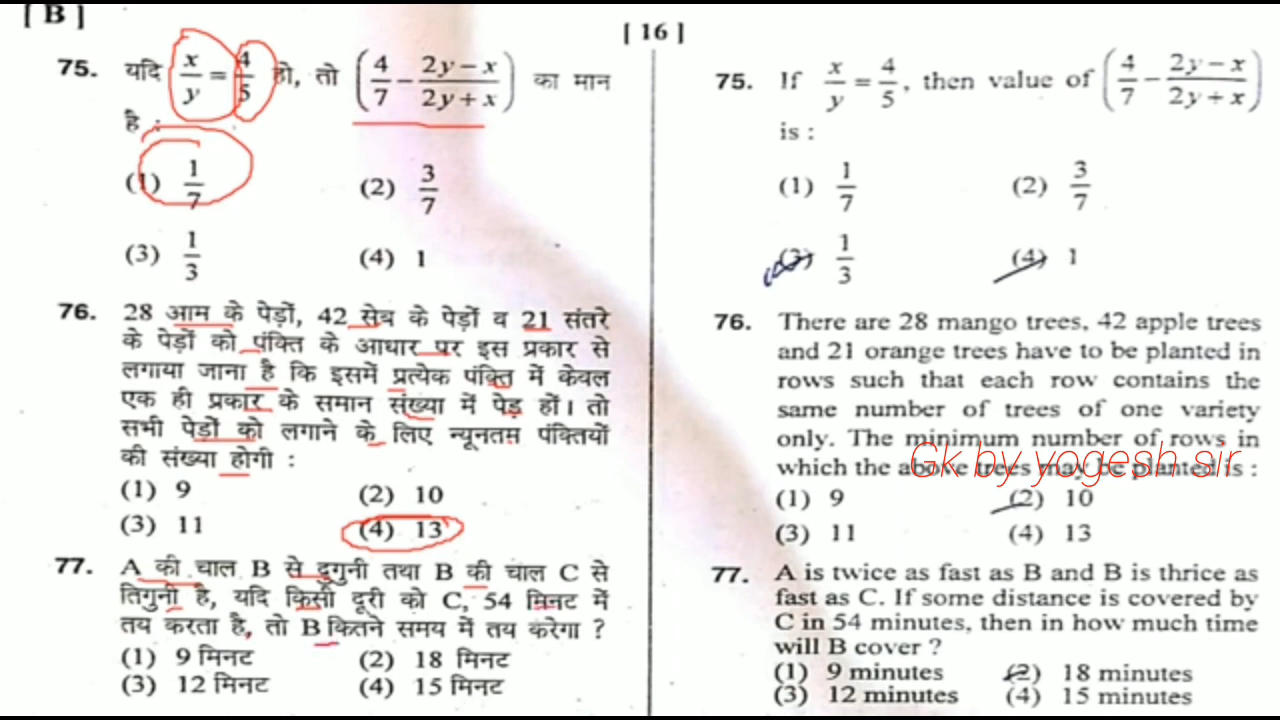 [ B ]
[ 16 ]
75. यदि x/y = 4/5 हो, तो (4/7 − (2y − x)/(2y + x)) का मान
है :
(1) 1/7 (2) 3/7
(3) 1/3 (4) 1
76. 28 आम के पेड़ों, 42 सेब के पेड़ों व 21 संतरे
के पेड़ों को पंक्ति के आधार पर इस प्रकार से
लगाया जाना है कि इसमें प्रत्येक पंक्ति में केवल
एक ही प्रकार के समान संख्या में पेड़ हों। तो
सभी पेड़ों को लगाने के लिए न्यूनतम पंक्तियों
की संख्या होगी :
(1) 9 (2) 10
(3) 11 (4) 13
77. A की चाल B से दुगुनी तथा B की चाल C से
तिगुनी है, यदि किसी दूरी को C, 54 मिनट में
तय करता है, तो B कितने समय में तय करेगा ?
(1) 9 मिनट (2) 18 मिनट
(3) 12 मिनट (4) 15 मिनट
75. If x/y = 4/5, then value of (4/7 − (2y − x)/(2y + x))
is :
(1) 1/7 (2) 3/7
(3) 1/3 (4) 1
76. There are 28 mango trees, 42 apple trees
and 21 orange trees have to be planted in
rows such that each row contains the
same number of trees of one variety
only. The minimum number of rows in
which the above trees may be planted is :
Gk by yogesh sir
(1) 9 (2) 10
(3) 11 (4) 13
77. A is twice as fast as B and B is thrice as
fast as C. If some distance is covered by
C in 54 minutes, then in how much time
will B cover ?
(1) 9 minutes (2) 18 minutes
(3) 12 minutes (4) 15 minutes